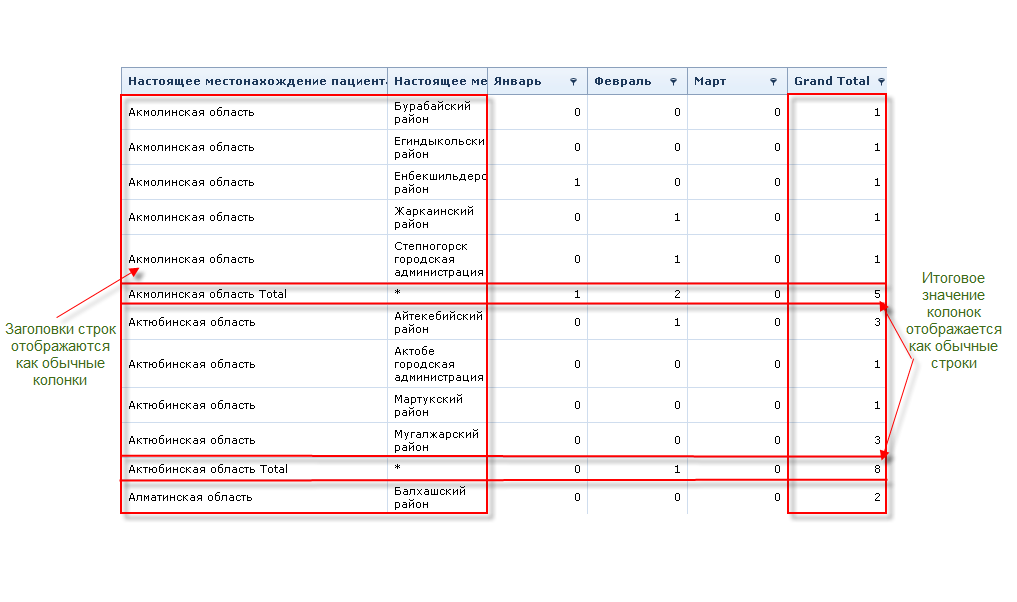 Настоящее местонахождение пациент Настоящее ме Январь Февраль Март Grand Total
Акмолинская область Бурабайский район 0 0 0 1
Акмолинская область Егиндыкольски район 0 0 0 1
Акмолинская область Енбекшильдерс район 1 0 0 1
Акмолинская область Жаркаинский район 0 1 0 1
Акмолинская область Степногорск городская администрация 0 1 0 1
Акмолинская область Total * 1 2 0 5
Актюбинская область Айтекебийский район 0 1 0 3
Актюбинская область Актобе городская администрация 0 0 0 1
Актюбинская область Мартукский район 0 0 0 1
Актюбинская область Мугалжарский район 0 0 0 3
Актюбинская область Total * 0 1 0 8
Алматинская область Балхашский район 0 0 0 2
Заголовки строк
отображаются
как обычные
колонки
Итоговое
значение
колонок
отображается
как обычные
строки